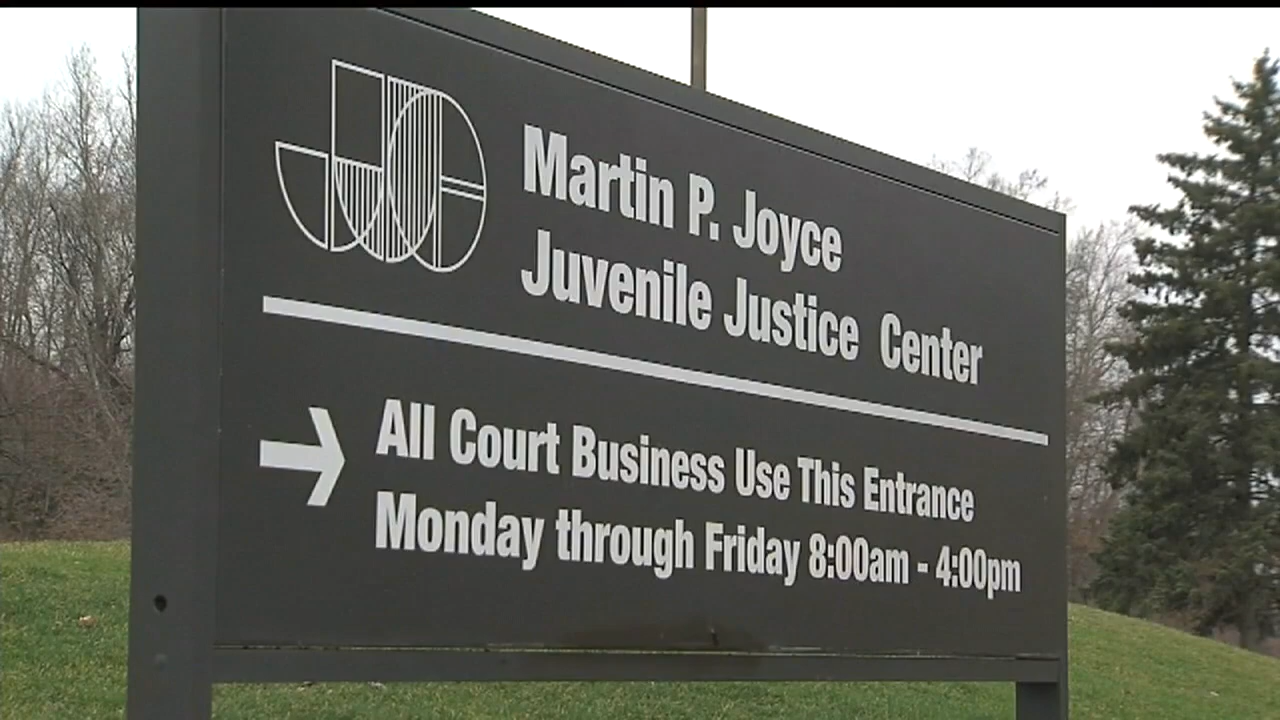 Martin P. Joyce
Juvenile Justice Center
All Court Business Use This Entrance
Monday through Friday 8:00am - 4:00pm